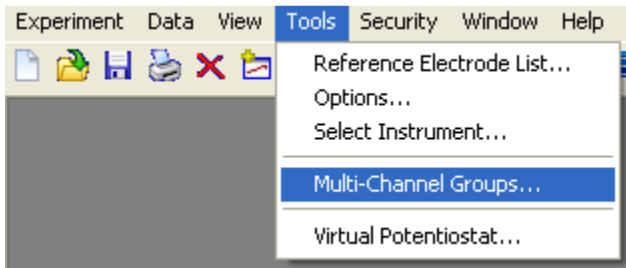 Experiment Data View Tools Security Window Help
Reference Electrode List...
Options...
Select Instrument...
Multi-Channel Groups...
Virtual Potentiostat...